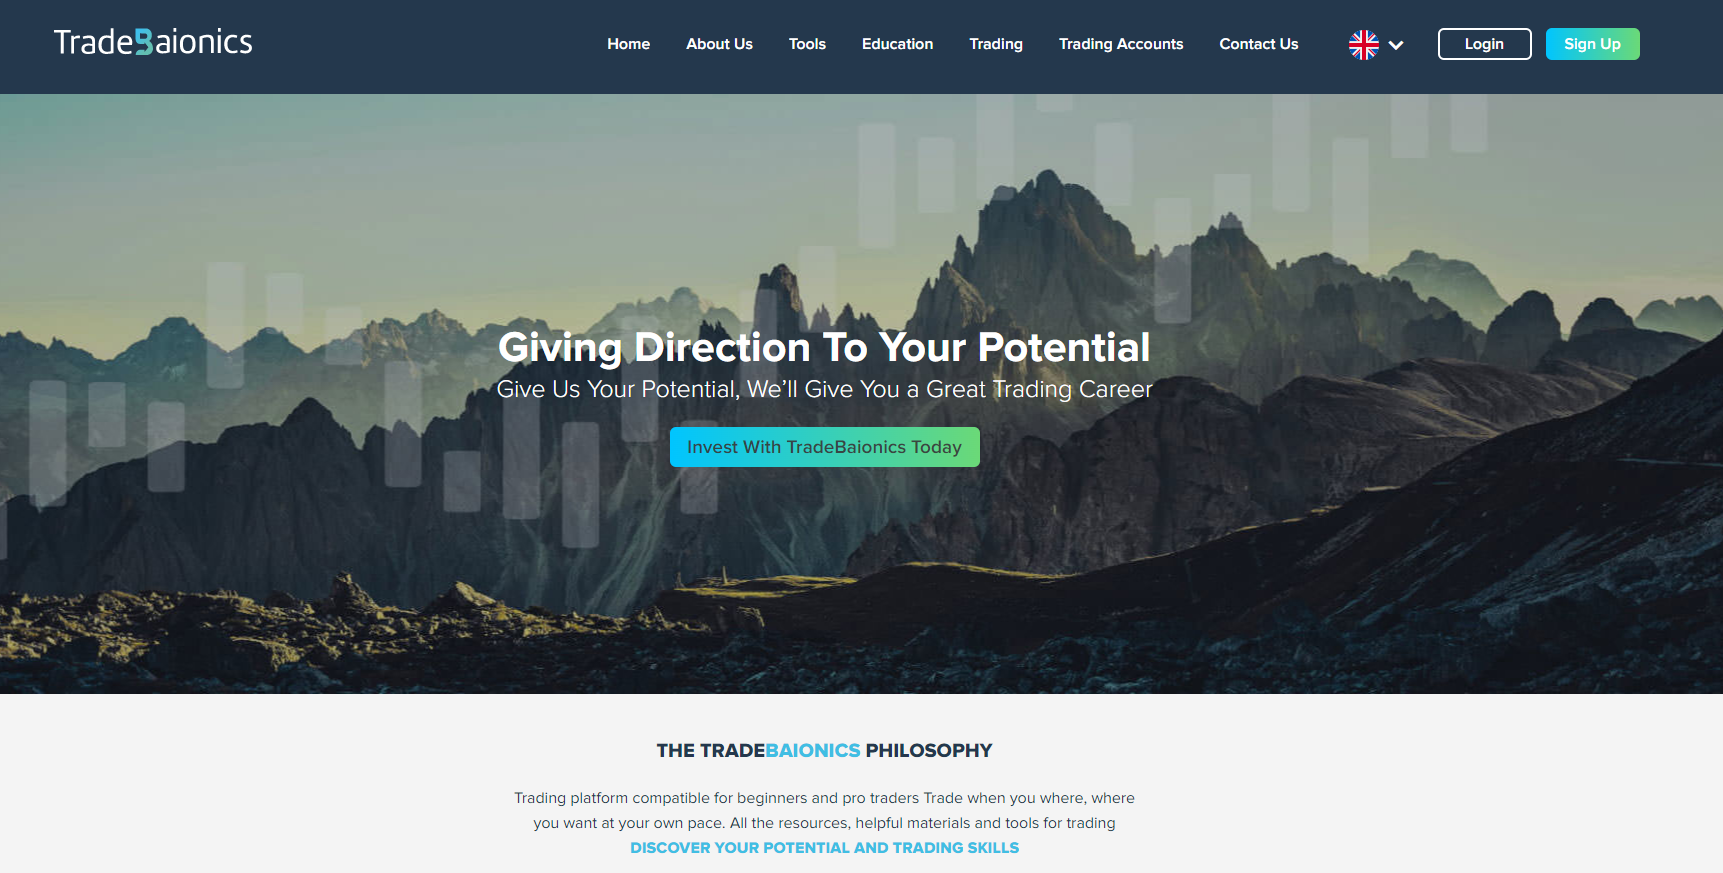 TradeBaionics
Home About Us Tools Education Trading Trading Accounts Contact Us Login Sign Up
Giving Direction To Your Potential
Give Us Your Potential, We'll Give You a Great Trading Career
Invest With TradeBaionics Today
THE TRADEBAIONICS PHILOSOPHY
Trading platform compatible for beginners and pro traders Trade when you where, where
you want at your own pace. All the resources, helpful materials and tools for trading
DISCOVER YOUR POTENTIAL AND TRADING SKILLS